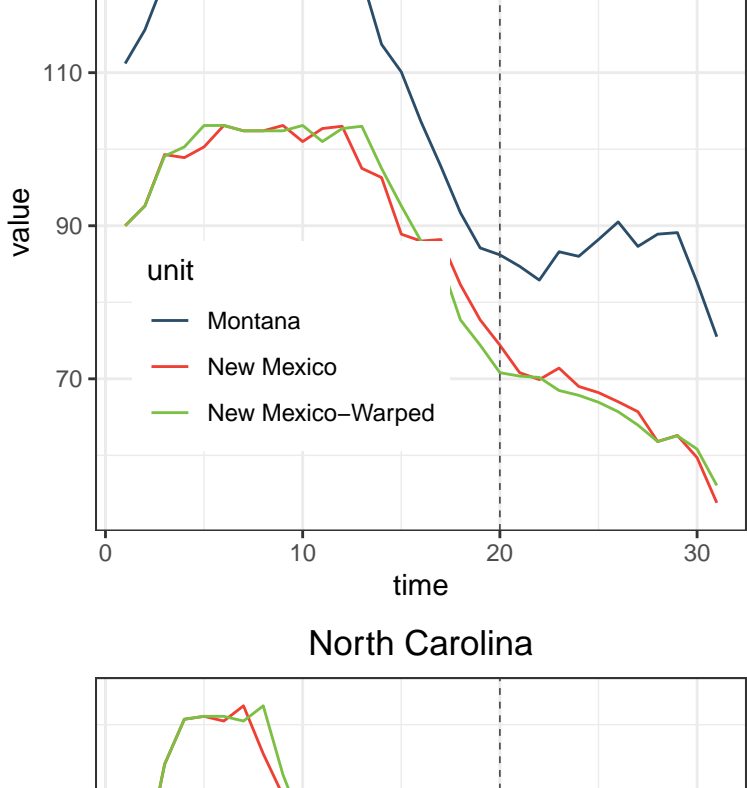 110
90
70
value
unit
Montana
New Mexico
New Mexico−Warped
0 10 20 30
time
North Carolina